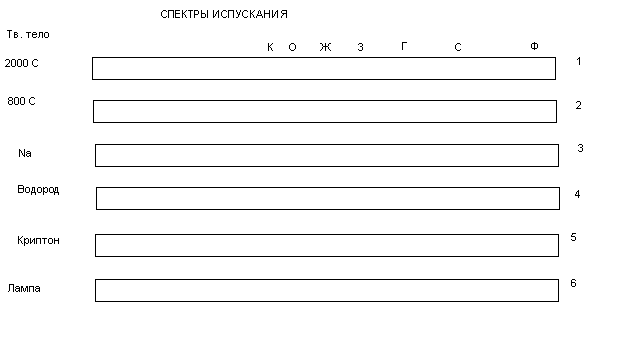 СПЕКТРЫ ИСПУСКАНИЯ
Тв. тело
К О Ж З Г С Ф
2000 С 1
800 С 2
Na 3
Водород 4
Криптон 5
Лампа 6